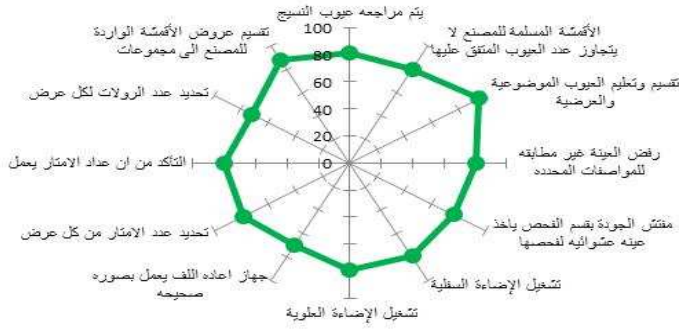 يتم مراجعه عيوب النسيج
الأقمشة المسلمة للمصنع لا
يتجاوز عدد العيوب المتفق عليها
تقسيم وتعليم العيوب الموضوعية
والعرضية
رفض العينة غير مطابقه
للمواصفات المحدده
مفتش الجودة بقسم الفحص ياخذ
عينه عشوائيه لفحصها
تشغيل الإضاءة السفلية
تشغيل الإضاءة العلوية
جهاز اعاده اللف يعمل بصوره
صحيحه
تحديد عدد الامتار من كل عرض
التأكد من ان عداد الامتار يعمل
تحديد عدد الرولات لكل عرض
تقسيم عروض الأقمشة الواردة
للمصنع الى مجموعات
100
80
60
40
20
0